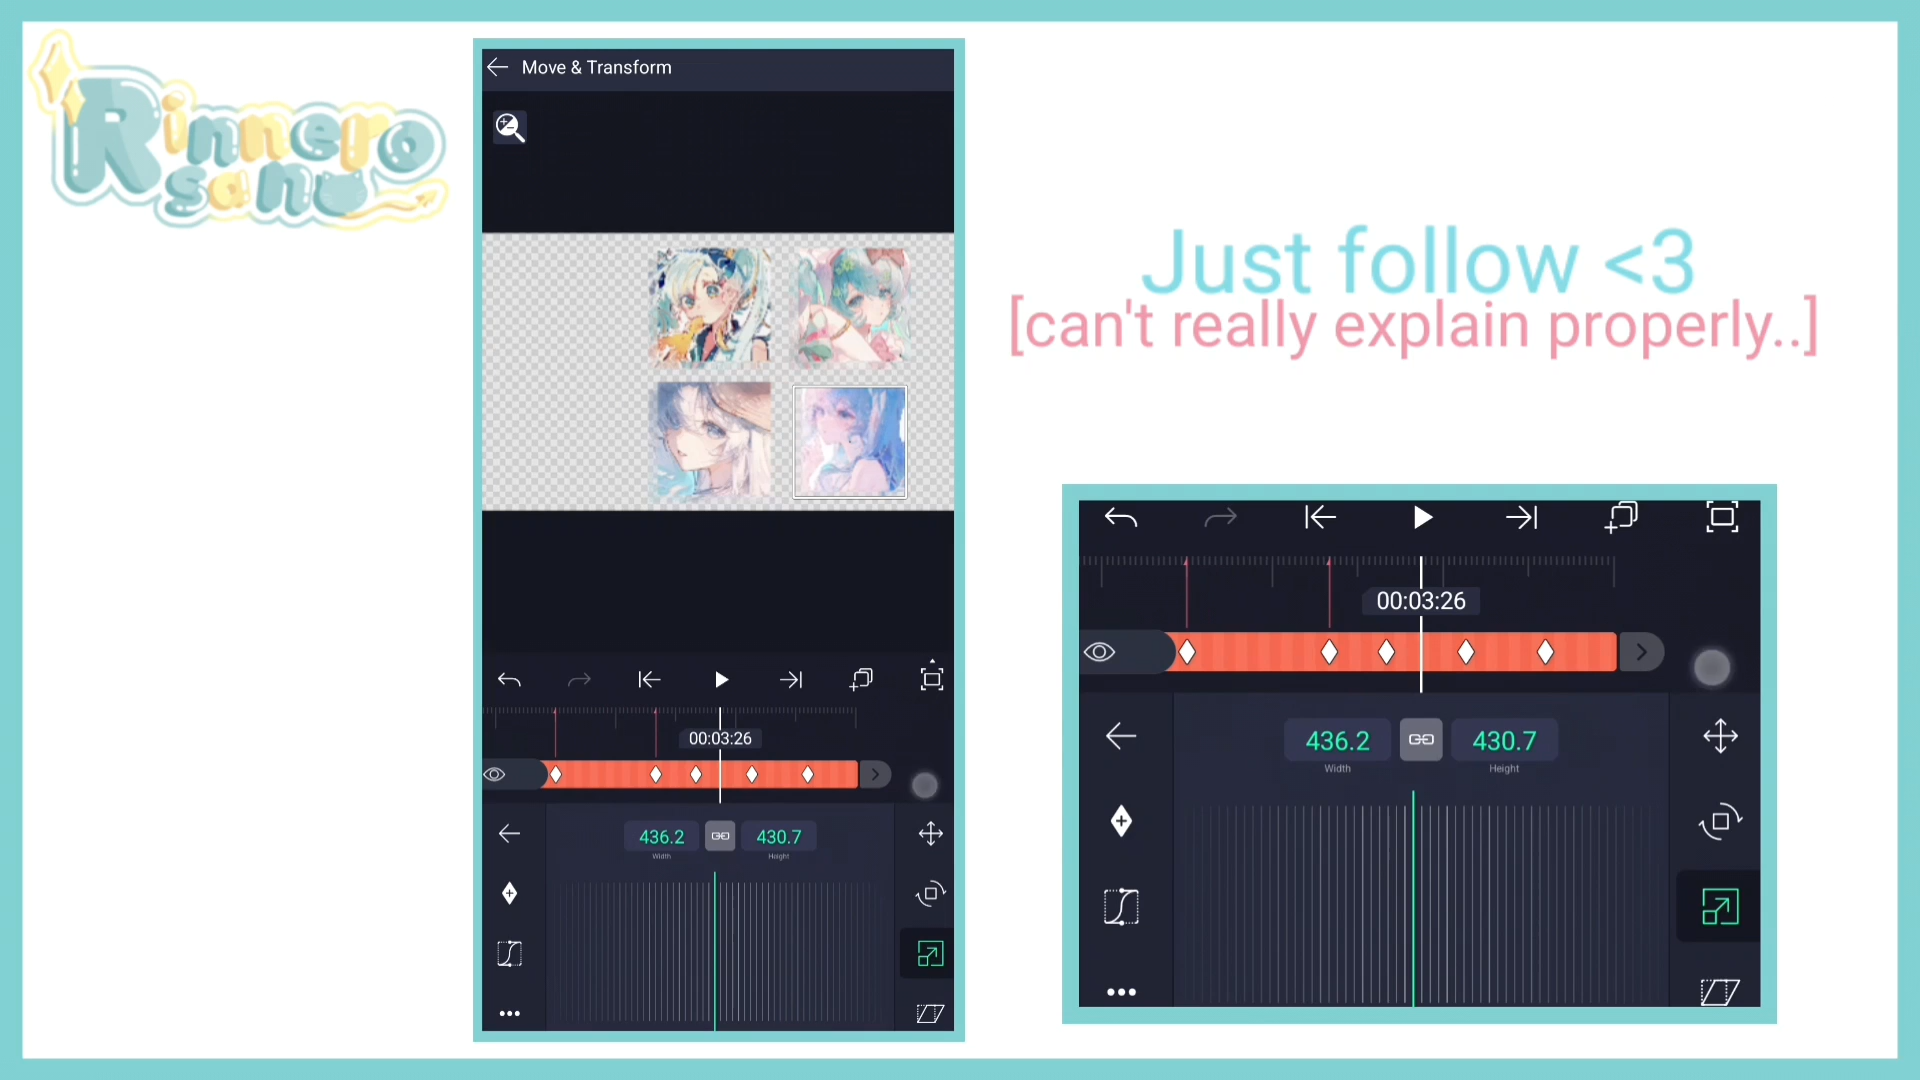 Rinnero
san
Move & Transform
Just follow <3
[can't really explain properly..]
00:03:26
436.2
430.7
Width
Height
00:03:26
436.2
430.7
Width
Height